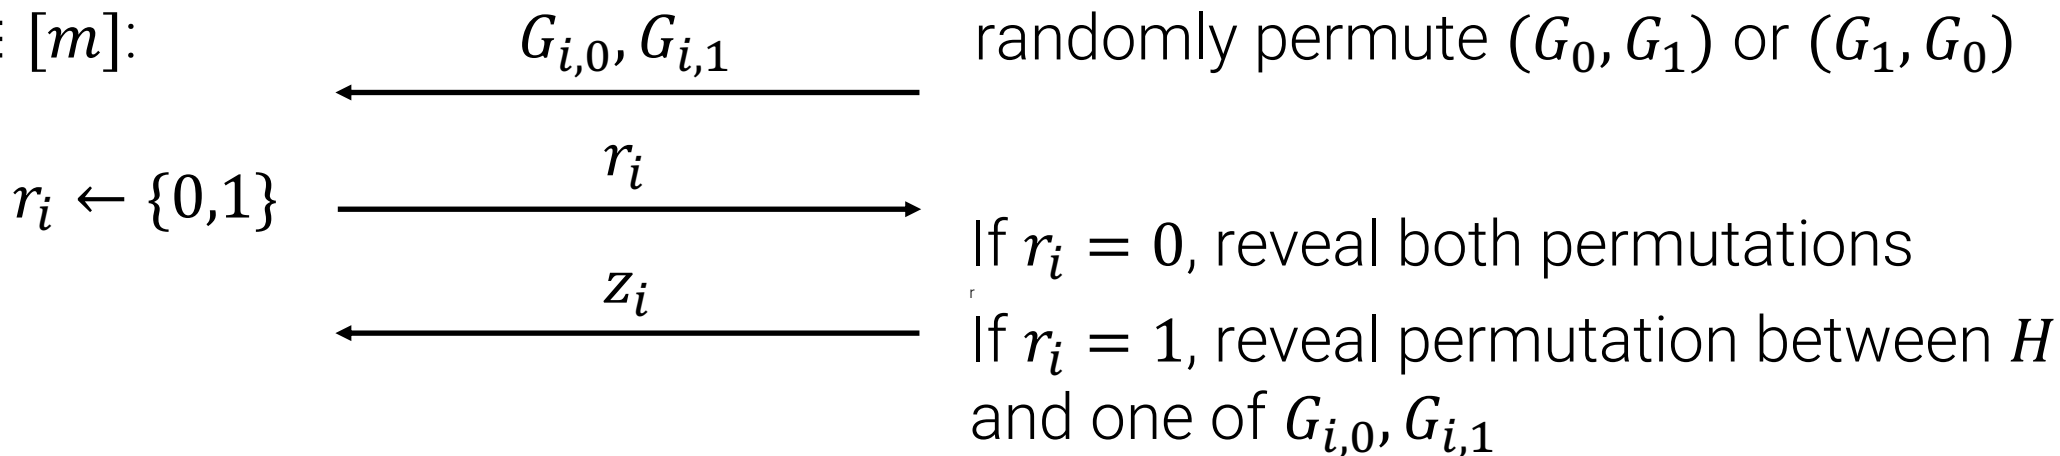 [m]:
G_{i,0}, G_{i,1}
randomly permute (G_0, G_1) or (G_1, G_0)
r_i
r_i ← {0,1}
If r_i = 0, reveal both permutations
z_i
r
If r_i = 1, reveal permutation between H
and one of G_{i,0}, G_{i,1}